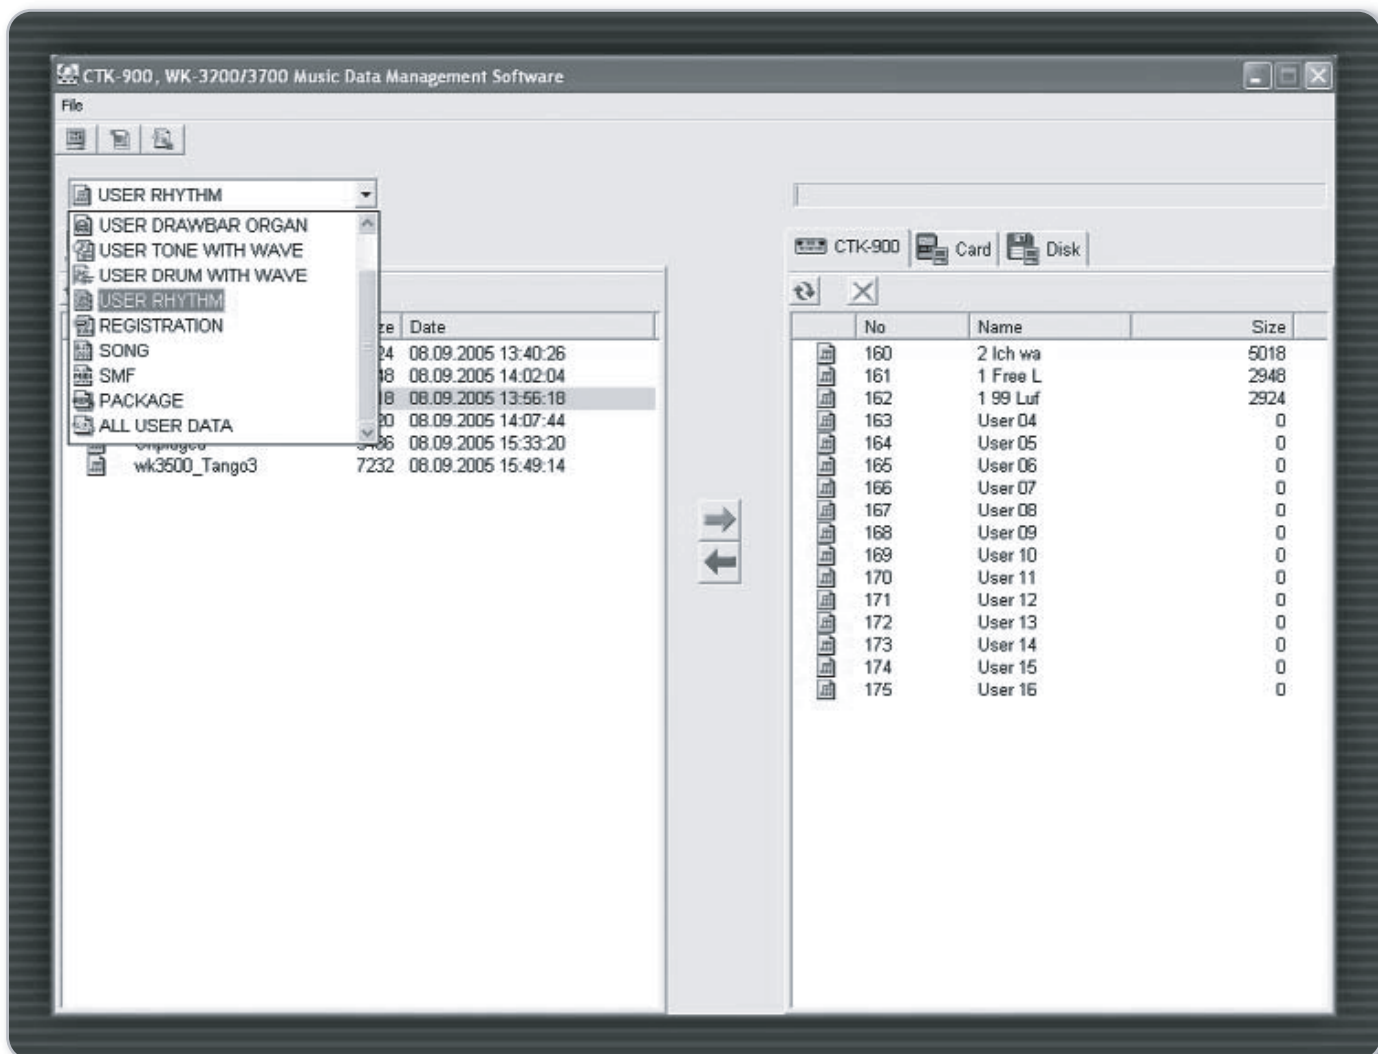 CTK-900, WK-3200/3700 Music Data Management Software
File
USER RHYTHM
USER DRAWBAR ORGAN
USER TONE WITH WAVE
USER DRUM WITH WAVE
USER RHYTHM
REGISTRATION
SONG
SMF
PACKAGE
ALL USER DATA
ze Date
24 08.09.2005 13:40:26
48 08.09.2005 14:02:04
18 08.09.2005 13:56:18
20 08.09.2005 14:07:44
08.09.2005 15:33:20
wk3500_Tango3 7232 08.09.2005 15:49:14
CTK-900 Card Disk
No Name Size
160 2 Ich wa 5018
161 1 Free L 2948
162 1 99 Luf 2924
163 User 04 0
164 User 05 0
165 User 06 0
166 User 07 0
167 User 08 0
168 User 09 0
169 User 10 0
170 User 11 0
171 User 12 0
172 User 13 0
173 User 14 0
174 User 15 0
175 User 16 0